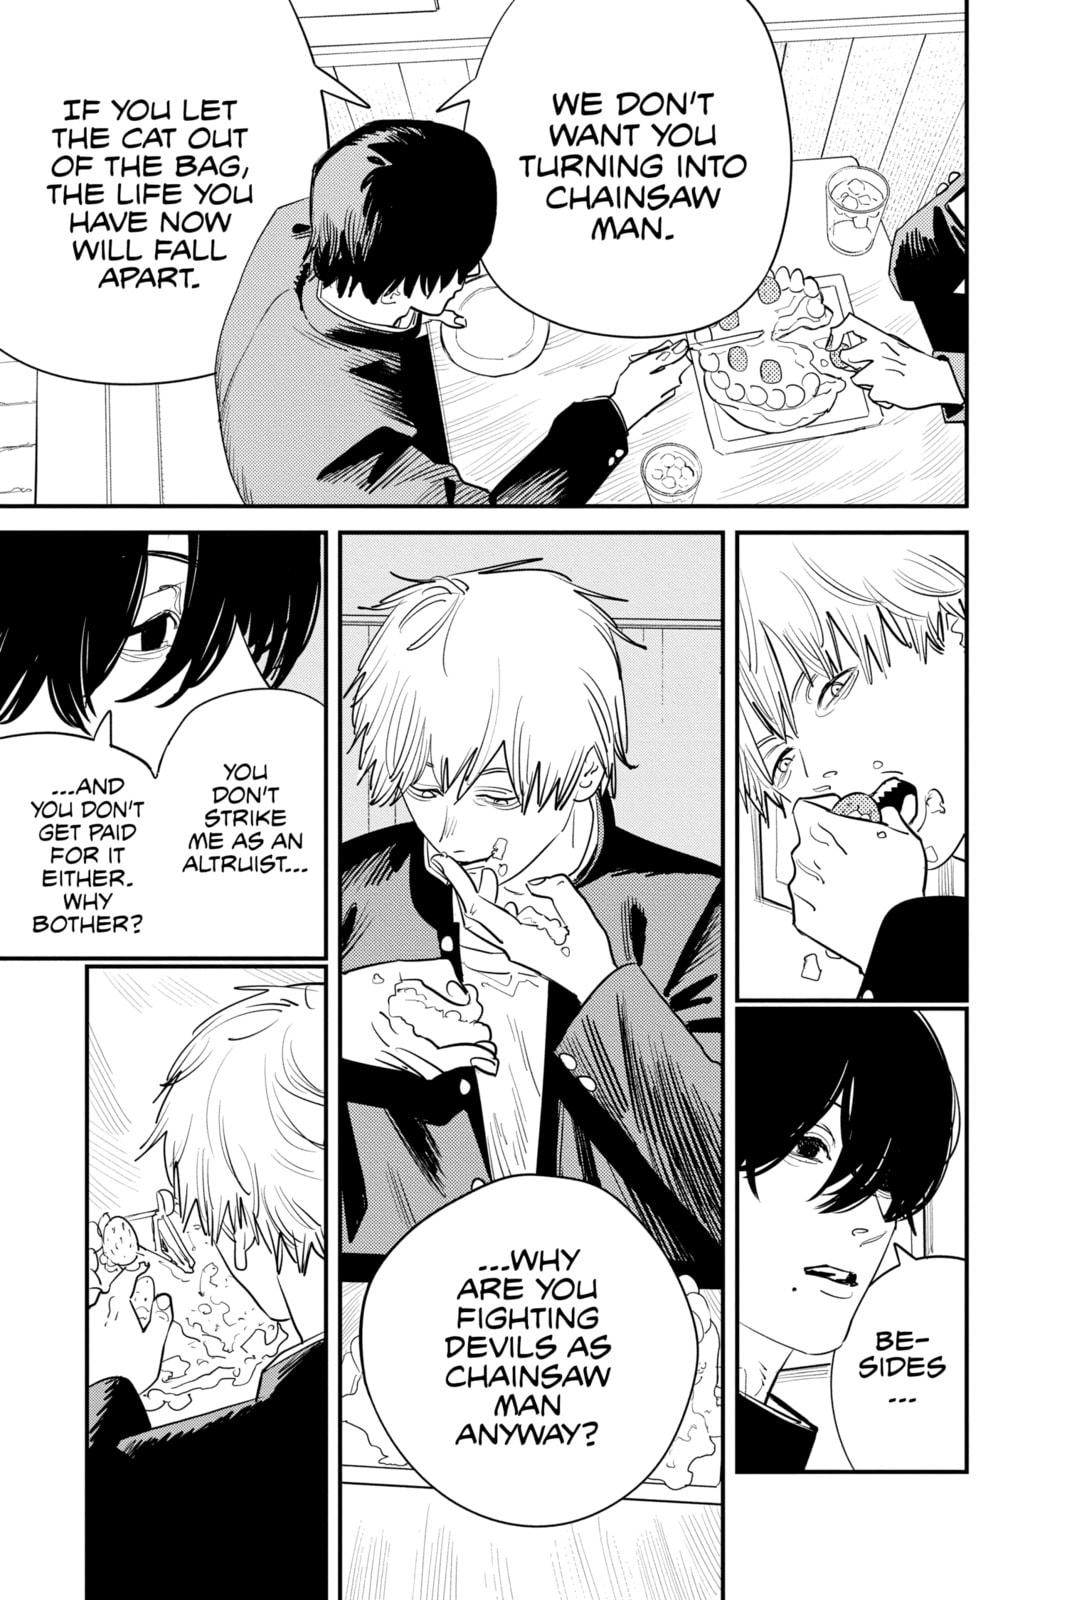 WE DON'T
WANT YOU
TURNING INTO
CHAINSAW
MAN.
IF YOU LET
THE CAT OUT
OF THE BAG,
THE LIFE YOU
HAVE NOW
WILL FALL
APART.
BE-
SIDES
...
...WHY
ARE YOU
FIGHTING
DEVILS AS
CHAINSAW
MAN
ANYWAY?
YOU
DON'T
STRIKE
ME AS AN
ALTRUIST...
...AND
YOU DON'T
GET PAID
FOR IT
EITHER.
WHY
BOTHER?